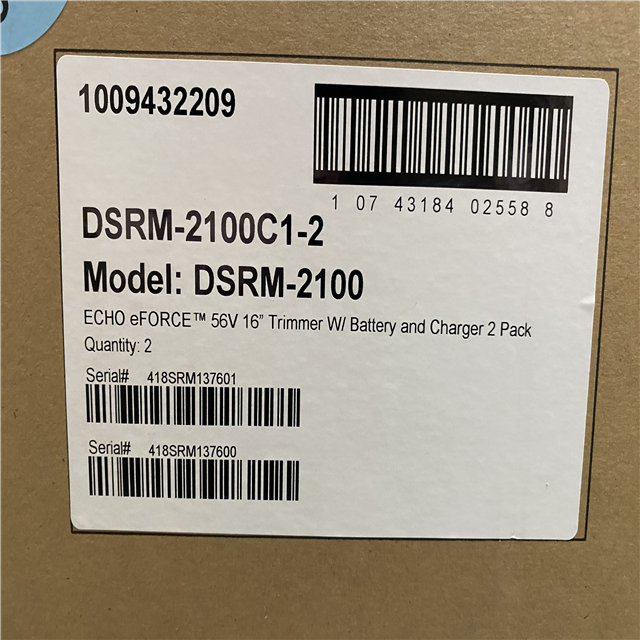 1009432209
1 07 43184 02558 8
DSRM-2100C1-2
Model: DSRM-2100
ECHO eFORCE™ 56V 16” Trimmer W/ Battery and Charger 2 Pack
Quantity: 2
Serial# 418SRM137601
Serial# 418SRM137600